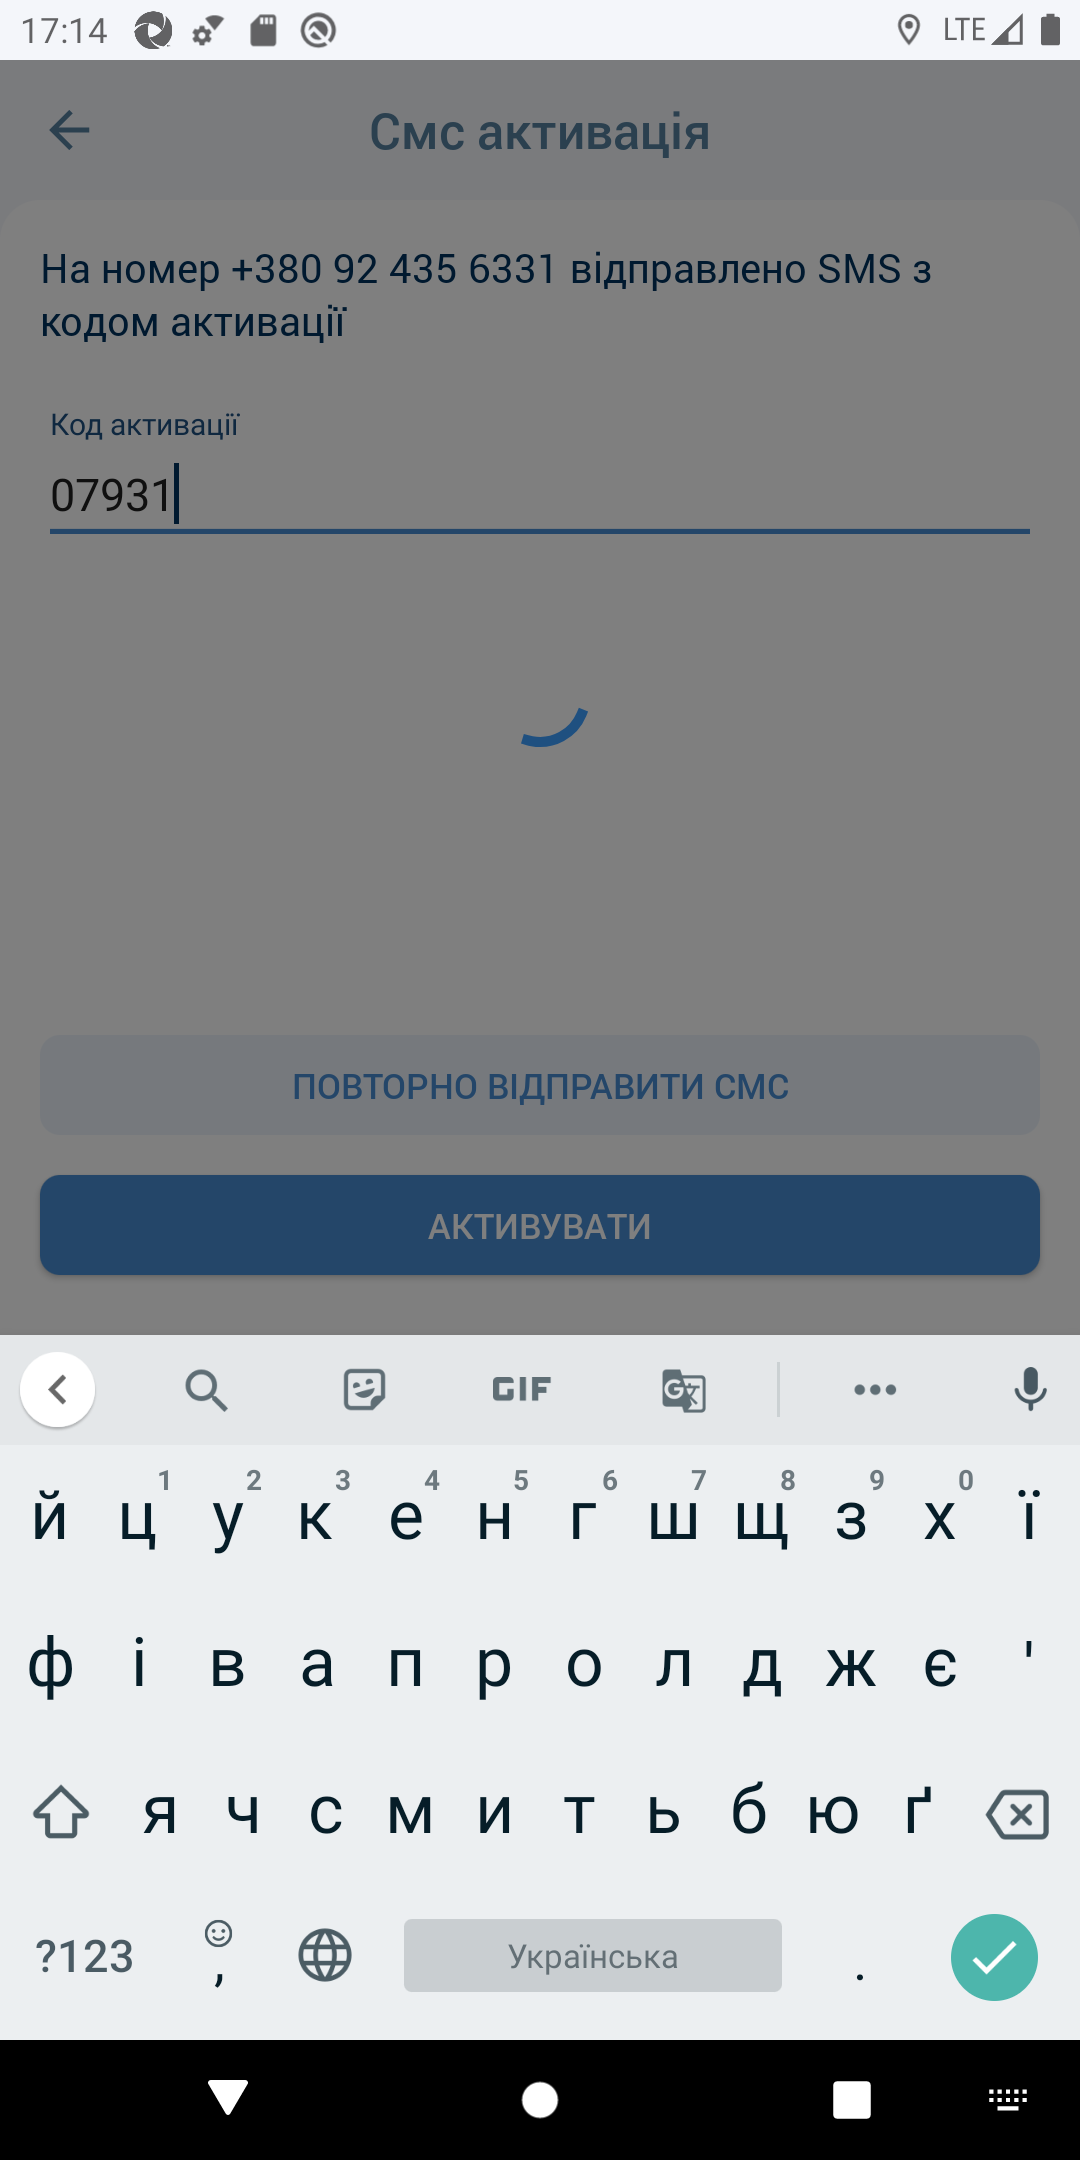 17:14
LTE
Смс активація
На номер +380 92 435 6331 відправлено SMS з
кодом активації
Код активації
07931
ПОВТОРНО ВІДПРАВИТИ СМС
АКТИВУВАТИ
GIF
1 2 3 4 5 6 7 8 9 0
й ц у к е н г ш щ з х ї
ф і в а п р о л д ж є '
я ч с м и т ь б ю ґ
?123 , Українська .